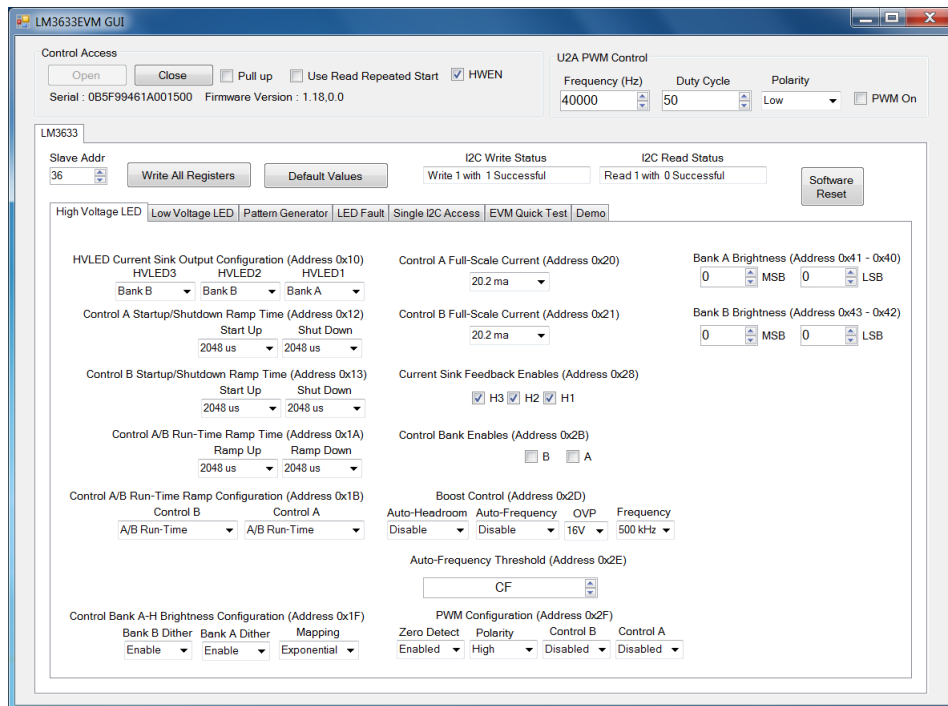 LM3633EVM GUI
Control Access
Open Close Pull up Use Read Repeated Start HWEN
Serial : 0B5F99461A001500 Firmware Version : 1.18,0.0
U2A PWM Control
Frequency (Hz) Duty Cycle Polarity
40000 50 Low PWM On
LM3633
Slave Addr I2C Write Status I2C Read Status
36 Write All Registers Default Values Write 1 with 1 Successful Read 1 with 0 Successful Software
Reset
High Voltage LED Low Voltage LED Pattern Generator LED Fault Single I2C Access EVM Quick Test Demo
HVLED Current Sink Output Configuration (Address 0x10)
HVLED3 HVLED2 HVLED1
Bank B Bank B Bank A
Control A Startup/Shutdown Ramp Time (Address 0x12)
Start Up Shut Down
2048 us 2048 us
Control B Startup/Shutdown Ramp Time (Address 0x13)
Start Up Shut Down
2048 us 2048 us
Control A/B Run-Time Ramp Time (Address 0x1A)
Ramp Up Ramp Down
2048 us 2048 us
Control A/B Run-Time Ramp Configuration (Address 0x1B)
Control B Control A
A/B Run-Time A/B Run-Time
Control Bank A-H Brightness Configuration (Address 0x1F)
Bank B Dither Bank A Dither Mapping
Enable Enable Exponential
Control A Full-Scale Current (Address 0x20)
20.2 ma
Control B Full-Scale Current (Address 0x21)
20.2 ma
Current Sink Feedback Enables (Address 0x28)
H3 H2 H1
Control Bank Enables (Address 0x2B)
B A
Boost Control (Address 0x2D)
Auto-Headroom Auto-Frequency OVP Frequency
Disable Disable 16V 500 kHz
Auto-Frequency Threshold (Address 0x2E)
CF
PWM Configuration (Address 0x2F)
Zero Detect Polarity Control B Control A
Enabled High Disabled Disabled
Bank A Brightness (Address 0x41 - 0x40)
0 MSB 0 LSB
Bank B Brightness (Address 0x43 - 0x42)
0 MSB 0 LSB